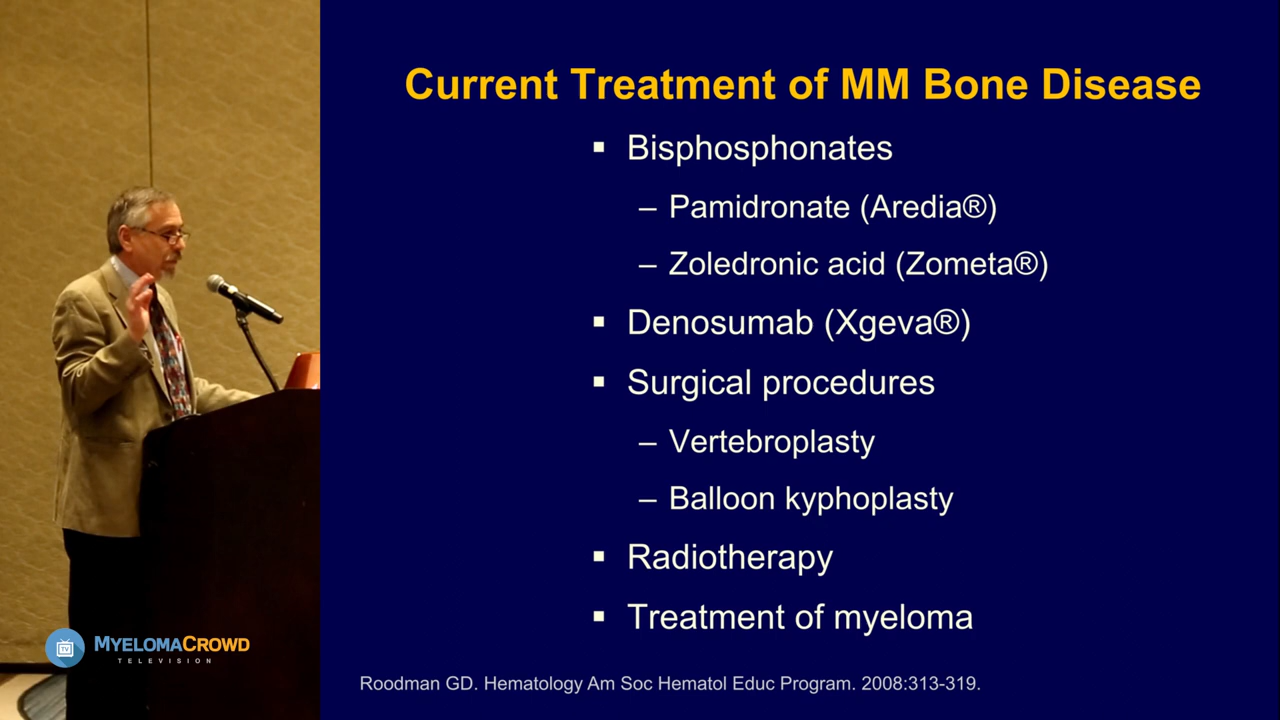 Current Treatment of MM Bone Disease
▪ Bisphosphonates
– Pamidronate (Aredia®)
– Zoledronic acid (Zometa®)
▪ Denosumab (Xgeva®)
▪ Surgical procedures
– Vertebroplasty
– Balloon kyphoplasty
▪ Radiotherapy
▪ Treatment of myeloma
Roodman GD. Hematology Am Soc Hematol Educ Program. 2008:313-319.
TV
MYELOMACROWD
TELEVISION